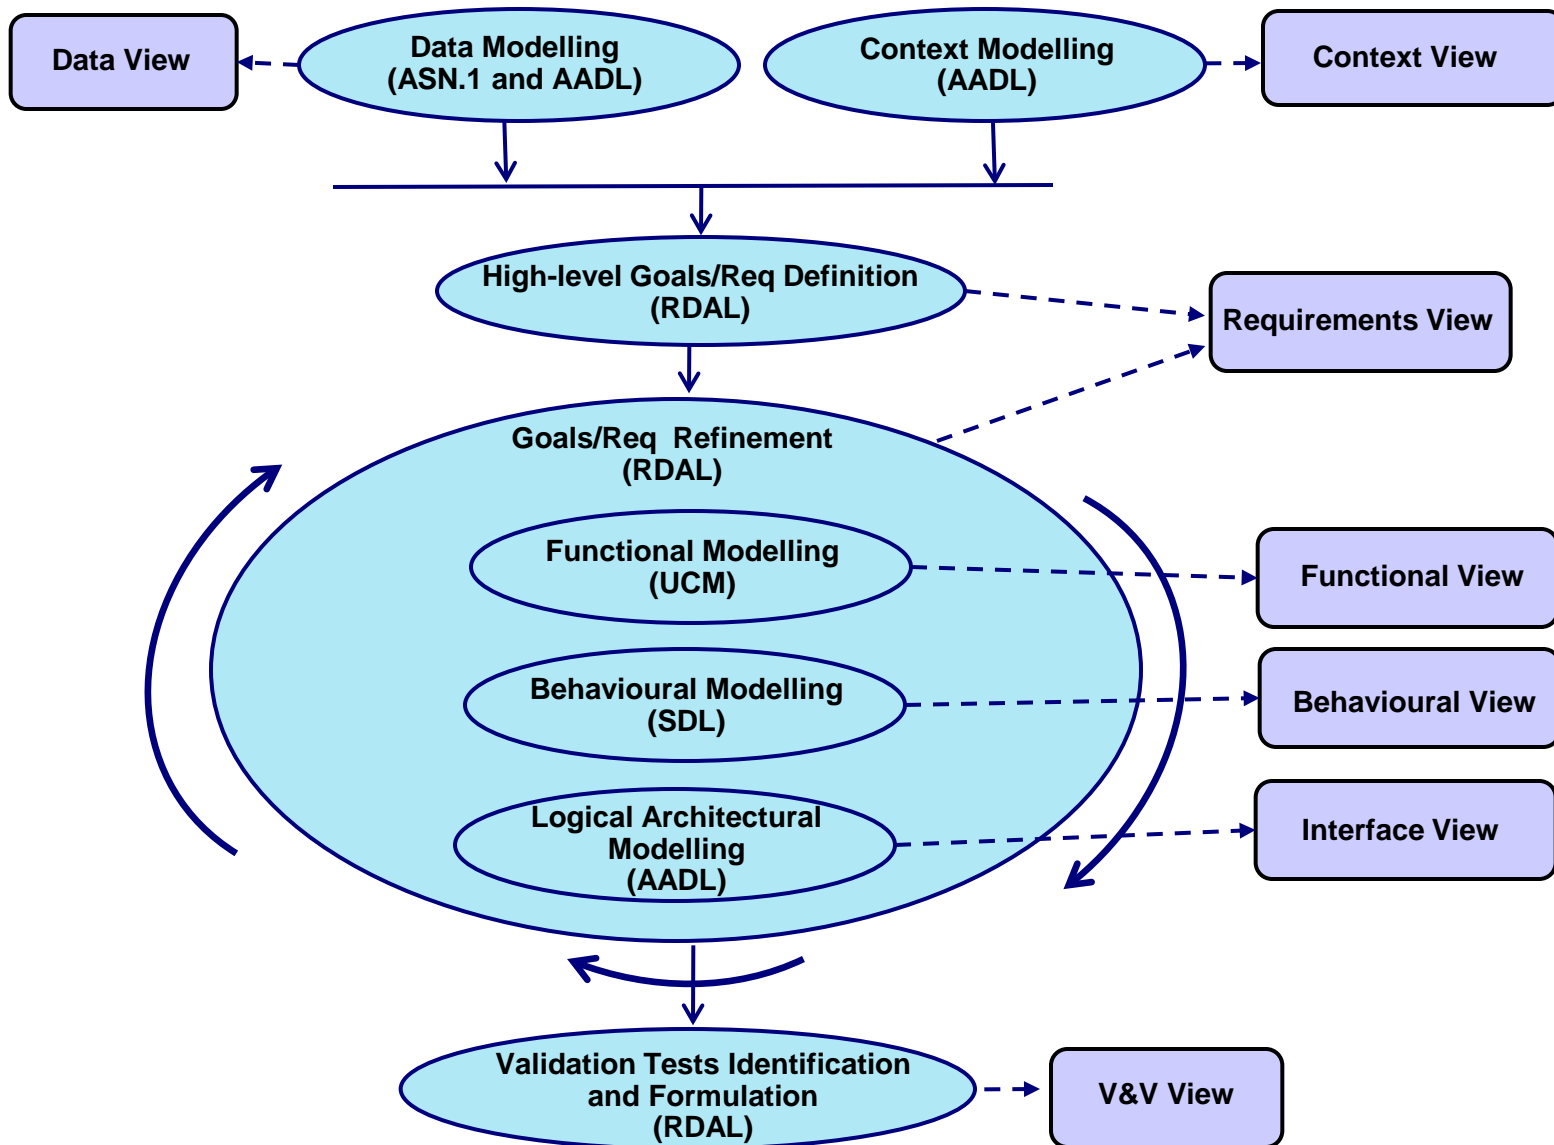 Data View
Data Modelling
(ASN.1 and AADL)
Context Modelling
(AADL)
Context View
High-level Goals/Req Definition
(RDAL)
Requirements View
Goals/Req Refinement
(RDAL)
Functional Modelling
(UCM)
Functional View
Behavioural Modelling
(SDL)
Behavioural View
Logical Architectural
Modelling
(AADL)
Interface View
Validation Tests Identification
and Formulation
(RDAL)
V&V View